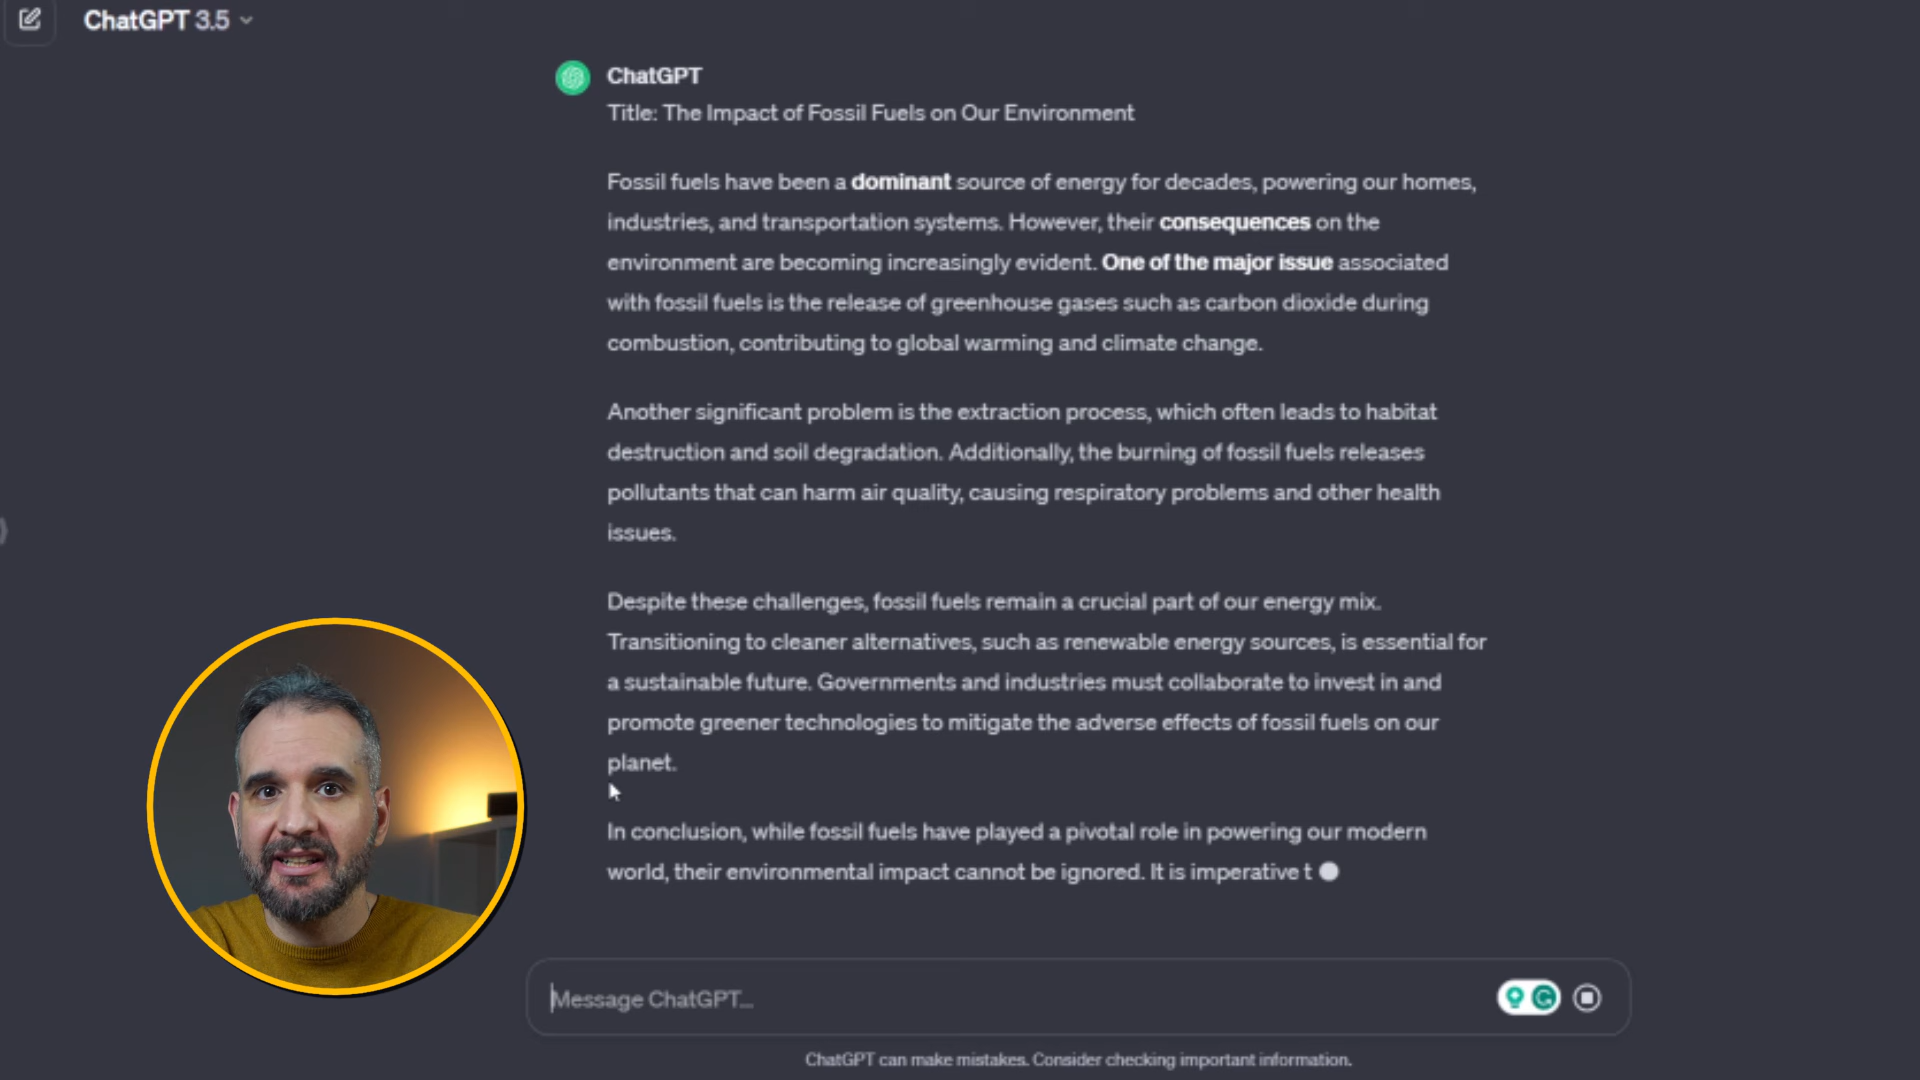 ChatGPT 3.5
ChatGPT
Title: The Impact of Fossil Fuels on Our Environment
Fossil fuels have been a dominant source of energy for decades, powering our homes,
industries, and transportation systems. However, their consequences on the
environment are becoming increasingly evident. One of the major issue associated
with fossil fuels is the release of greenhouse gases such as carbon dioxide during
combustion, contributing to global warming and climate change.
Another significant problem is the extraction process, which often leads to habitat
destruction and soil degradation. Additionally, the burning of fossil fuels releases
pollutants that can harm air quality, causing respiratory problems and other health
issues.
Despite these challenges, fossil fuels remain a crucial part of our energy mix.
Transitioning to cleaner alternatives, such as renewable energy sources, is essential for
a sustainable future. Governments and industries must collaborate to invest in and
promote greener technologies to mitigate the adverse effects of fossil fuels on our
planet.
In conclusion, while fossil fuels have played a pivotal role in powering our modern
world, their environmental impact cannot be ignored. It is imperative t
Message ChatGPT...
ChatGPT can make mistakes. Consider checking important information.